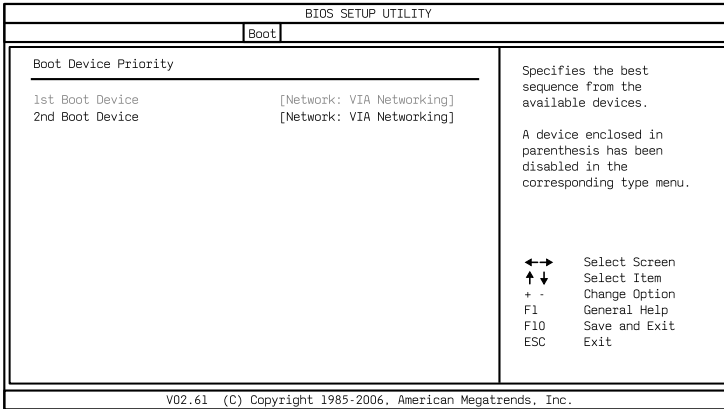 BIOS SETUP UTILITY
Boot
Boot Device Priority
1st Boot Device [Network: VIA Networking]
2nd Boot Device [Network: VIA Networking]
Specifies the best
sequence from the
available devices.
A device enclosed in
parenthesis has been
disabled in the
corresponding type menu.
←→ Select Screen
↑↓ Select Item
+ - Change Option
F1 General Help
F10 Save and Exit
ESC Exit
V02.61 (C) Copyright 1985-2006, American Megatrends, Inc.